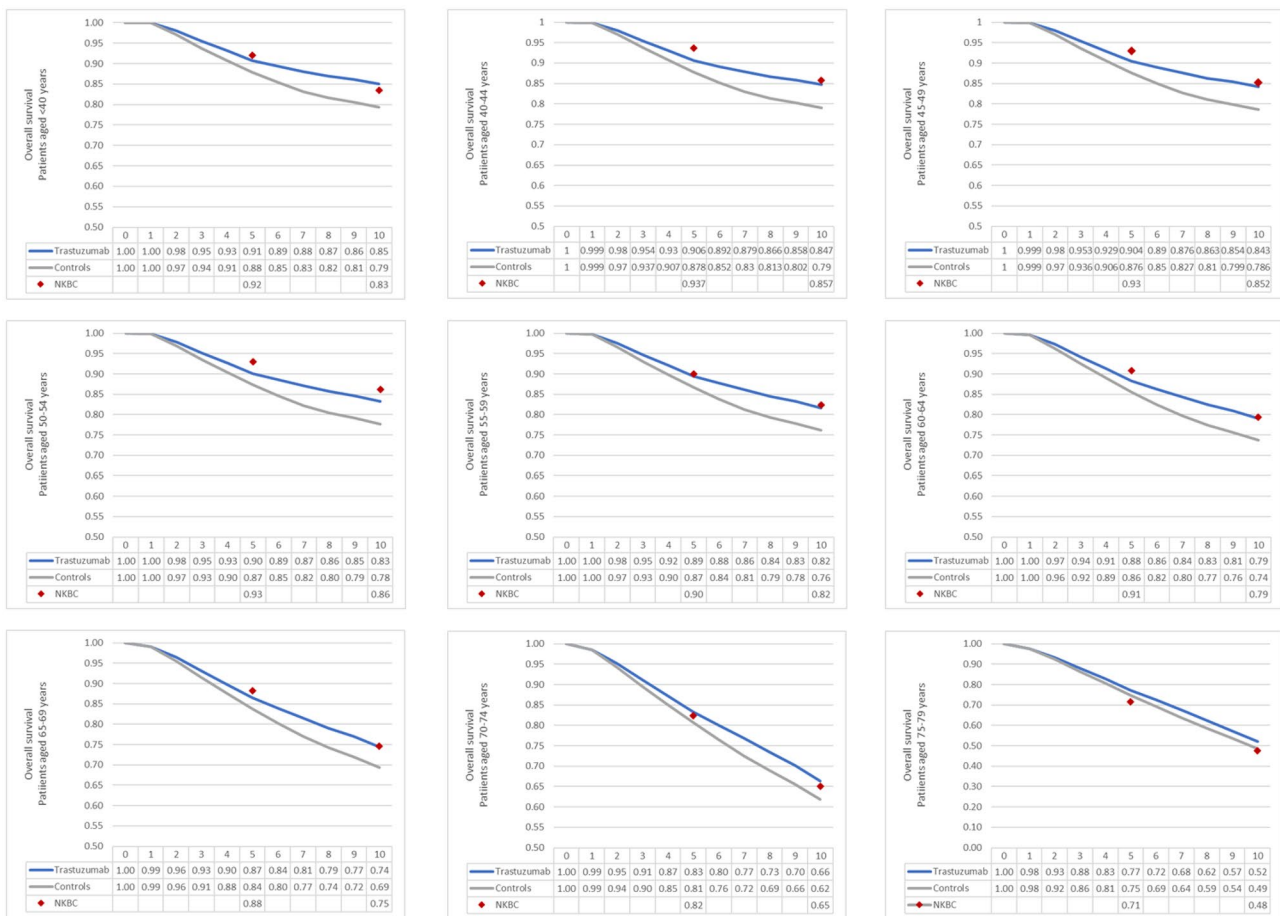 Overall survival
Patiients aged <40 years
1.00
0.95
0.90
0.85
0.80
0.75
0.70
0.65
0.60
0.55
0.50
0 1 2 3 4 5 6 7 8 9 10
Trastuzumab 1.00 1.00 0.98 0.95 0.93 0.91 0.89 0.88 0.87 0.86 0.85
Controls 1.00 1.00 0.97 0.94 0.91 0.88 0.85 0.83 0.82 0.81 0.79
NKBC 0.92 0.83
Overall survival
Patiients aged 40-44 years
1
0.95
0.9
0.85
0.8
0.75
0.7
0.65
0.6
0.55
0.5
0 1 2 3 4 5 6 7 8 9 10
Trastuzumab 1 0.999 0.98 0.954 0.93 0.906 0.892 0.879 0.866 0.858 0.847
Controls 1 0.999 0.97 0.937 0.907 0.878 0.852 0.83 0.813 0.802 0.79
NKBC 0.937 0.857
Overall survival
Patiients aged 45-49 years
1
0.95
0.9
0.85
0.8
0.75
0.7
0.65
0.6
0.55
0.5
0 1 2 3 4 5 6 7 8 9 10
Trastuzumab 1 0.999 0.98 0.953 0.929 0.904 0.89 0.876 0.863 0.854 0.843
Controls 1 0.999 0.97 0.936 0.906 0.876 0.85 0.827 0.81 0.799 0.786
NKBC 0.93 0.852
Overall survival
Patiients aged 50-54 years
1.00
0.95
0.90
0.85
0.80
0.75
0.70
0.65
0.60
0.55
0.50
0 1 2 3 4 5 6 7 8 9 10
Trastuzumab 1.00 1.00 0.98 0.95 0.93 0.90 0.89 0.87 0.86 0.85 0.83
Controls 1.00 1.00 0.97 0.93 0.90 0.87 0.85 0.82 0.80 0.79 0.78
NKBC 0.93 0.86
Overall survival
Patiients aged 55-59 years
1.00
0.95
0.90
0.85
0.80
0.75
0.70
0.65
0.60
0.55
0.50
0 1 2 3 4 5 6 7 8 9 10
Trastuzumab 1.00 1.00 0.98 0.95 0.92 0.89 0.88 0.86 0.84 0.83 0.82
Controls 1.00 1.00 0.97 0.93 0.90 0.87 0.84 0.81 0.79 0.78 0.76
NKBC 0.90 0.82
Overall survival
Patiients aged 60-64 years
1.00
0.95
0.90
0.85
0.80
0.75
0.70
0.65
0.60
0.55
0.50
0 1 2 3 4 5 6 7 8 9 10
Trastuzumab 1.00 1.00 0.97 0.94 0.91 0.88 0.86 0.84 0.83 0.81 0.79
Controls 1.00 1.00 0.96 0.92 0.89 0.86 0.82 0.80 0.77 0.76 0.74
NKBC 0.91 0.79
Overall survival
Patiients aged 65-69 years
1.00
0.95
0.90
0.85
0.80
0.75
0.70
0.65
0.60
0.55
0.50
0 1 2 3 4 5 6 7 8 9 10
Trastuzumab 1.00 0.99 0.96 0.93 0.90 0.87 0.84 0.81 0.79 0.77 0.74
Controls 1.00 0.99 0.96 0.91 0.88 0.84 0.80 0.77 0.74 0.72 0.69
NKBC 0.88 0.75
Overall survival
Patiients aged 70-74 years
1.00
0.95
0.90
0.85
0.80
0.75
0.70
0.65
0.60
0.55
0.50
0 1 2 3 4 5 6 7 8 9 10
Trastuzumab 1.00 0.99 0.95 0.91 0.87 0.83 0.80 0.77 0.73 0.70 0.66
Controls 1.00 0.99 0.94 0.90 0.85 0.81 0.76 0.72 0.69 0.66 0.62
NKBC 0.82 0.65
Overall survival
Patiients aged 75-79 years
1.00
0.90
0.80
0.70
0.60
0.50
0.40
0.30
0.20
0.10
0.00
0 1 2 3 4 5 6 7 8 9 10
Trastuzumab 1.00 0.98 0.93 0.88 0.83 0.77 0.72 0.68 0.62 0.57 0.52
Controls 1.00 0.98 0.92 0.86 0.81 0.75 0.69 0.64 0.59 0.54 0.49
NKBC 0.71 0.48